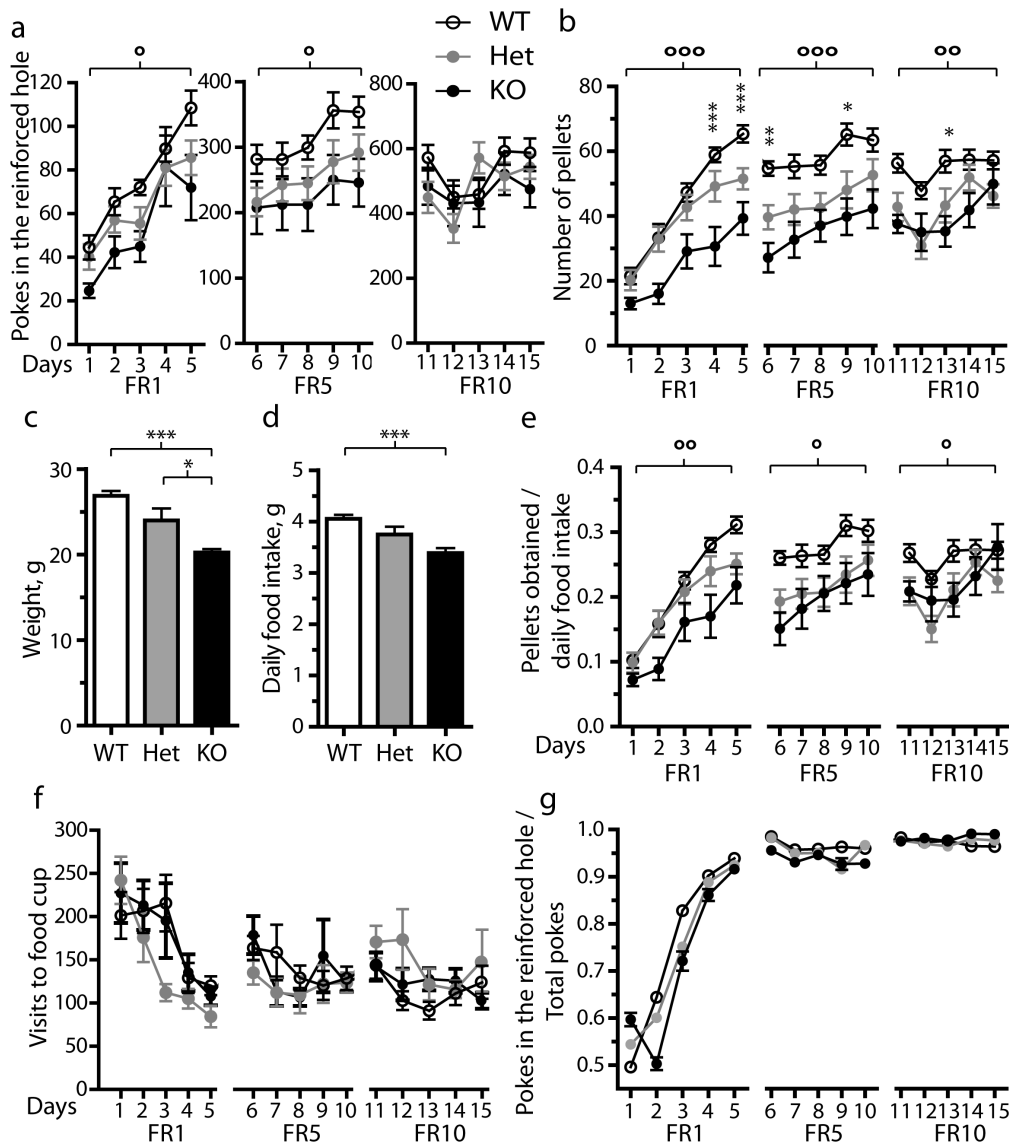 a
WT
Het
KO
b
Pokes in the reinforced hole
120
100
80
60
40
20
0
400
300
200
100
0
800
600
400
200
0
Days
1 2 3 4 5
6 7 8 9 10
11 12 13 14 15
FR1
FR5
FR10
Number of pellets
80
60
40
20
0
***
***
**
*
*
1 2 3 4 5
6 7 8 9 10
11 12 13 14 15
FR1
FR5
FR10
c
***
*
Weight, g
30
20
10
0
WT Het KO
d
***
Daily food intake, g
5
4
3
2
1
0
WT Het KO
e
Pellets obtained /
daily food intake
0.4
0.3
0.2
0.1
0.0
Days
1 2 3 4 5
6 7 8 9 10
11 12 13 14 15
FR1
FR5
FR10
f
Visits to food cup
300
250
200
150
100
50
0
Days
1 2 3 4 5
6 7 8 9 10
11 12 13 14 15
FR1
FR5
FR10
g
Pokes in the reinforced hole /
Total pokes
1.0
0.9
0.8
0.7
0.6
0.5
1 2 3 4 5
6 7 8 9 10
11 12 13 14 15
FR1
FR5
FR10